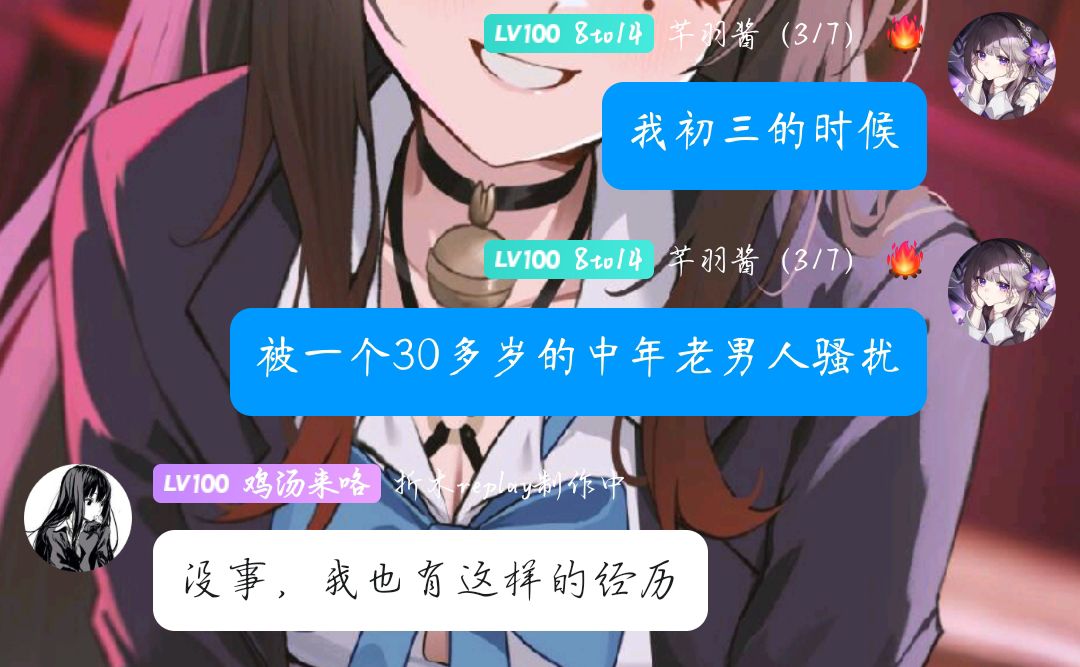 LV100 8to14 芊羽酱（3/7）
我初三的时候
LV100 8to14 芊羽酱（3/7）
被一个30多岁的中年老男人骚扰
LV100 鸡汤来咯 折木replay制作中
没事，我也有这样的经历